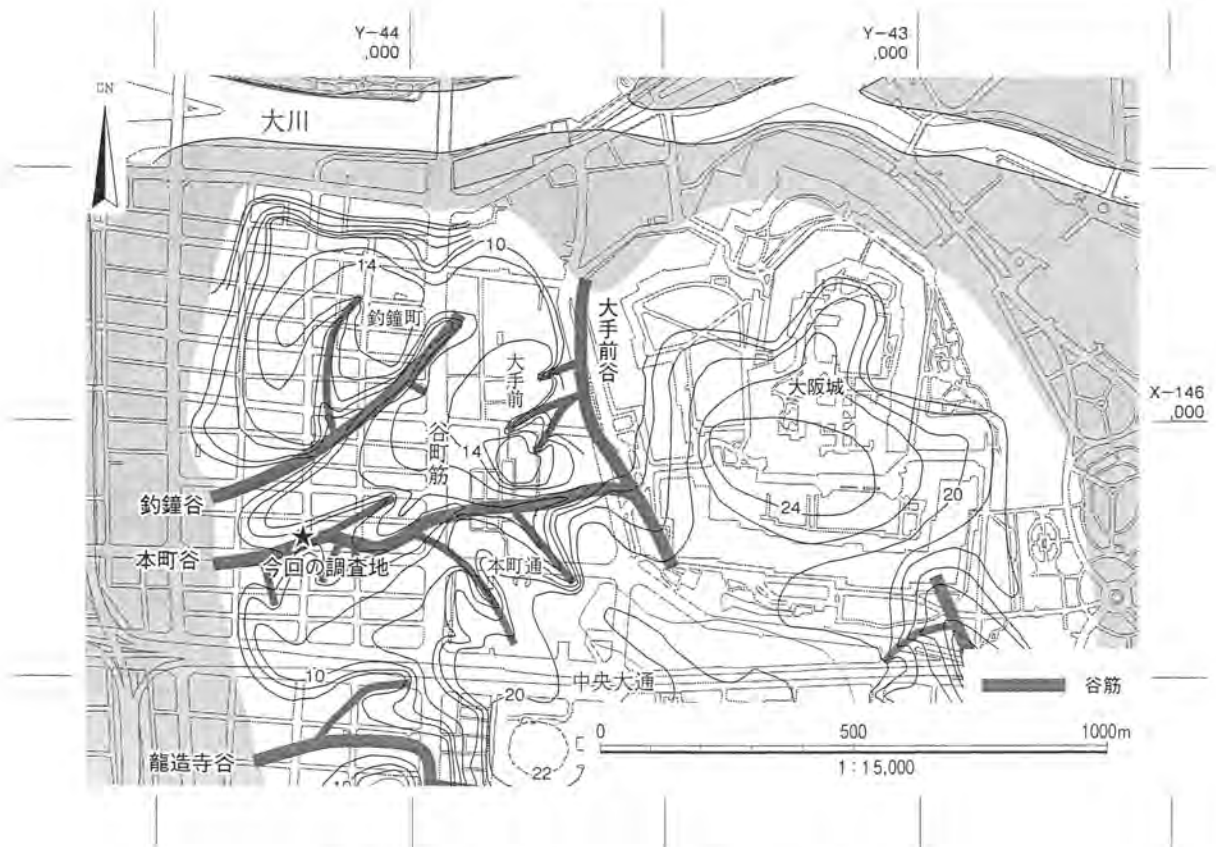 Y-44
,000
Y-43
,000
GN
大川
X-146
,000
10
14
釣鐘町
大手前谷
大手前
大阪城
谷町筋
14
20
24
釣鐘谷
本町谷
今回の調査地
本町通
10
中央大通
20
谷筋
龍造寺谷
22
0
500
1000m
1:15,000